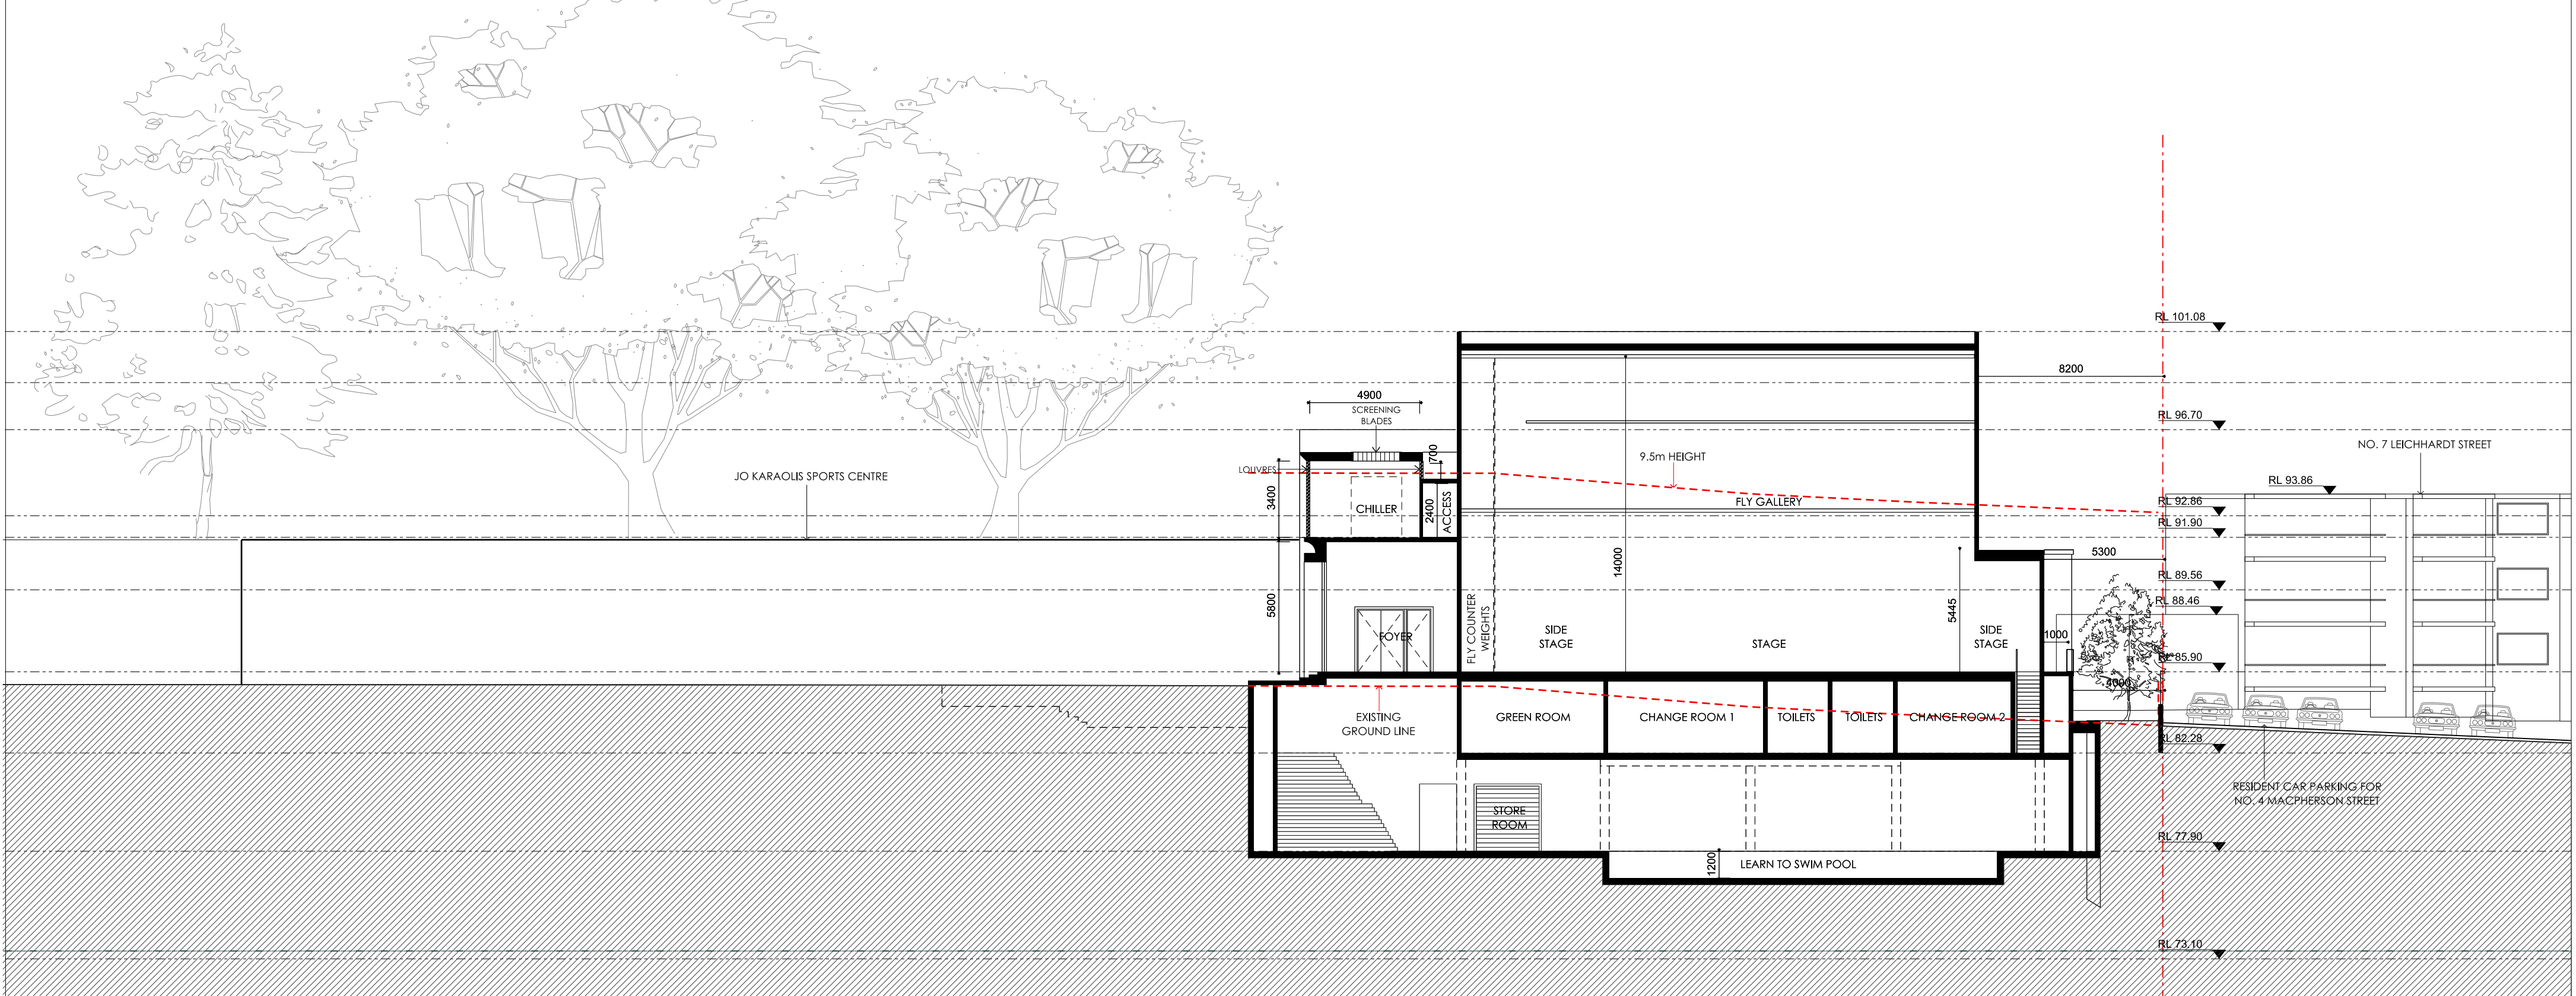 RL 101.08
8200
4900
SCREENING
BLADES
RL 96.70
700
9.5m HEIGHT
NO. 7 LEICHHARDT STREET
LOUVRES
JO KARAOLIS SPORTS CENTRE
RL 93.86
3400
CHILLER
2400
ACCESS
FLY GALLERY
RL 92.86
RL 91.90
14000
5300
RL 89.56
5800
FOYER
FLY COUNTER
WEIGHTS
SIDE
STAGE
STAGE
5445
SIDE
STAGE
RL 88.46
1000
RL 85.90
4000
EXISTING
GROUND LINE
GREEN ROOM
CHANGE ROOM 1
TOILETS
TOILETS
CHANGE ROOM 2
RL 82.28
RESIDENT CAR PARKING FOR
NO. 4 MACPHERSON STREET
STORE
ROOM
RL 77.90
1200
LEARN TO SWIM POOL
RL 73.10